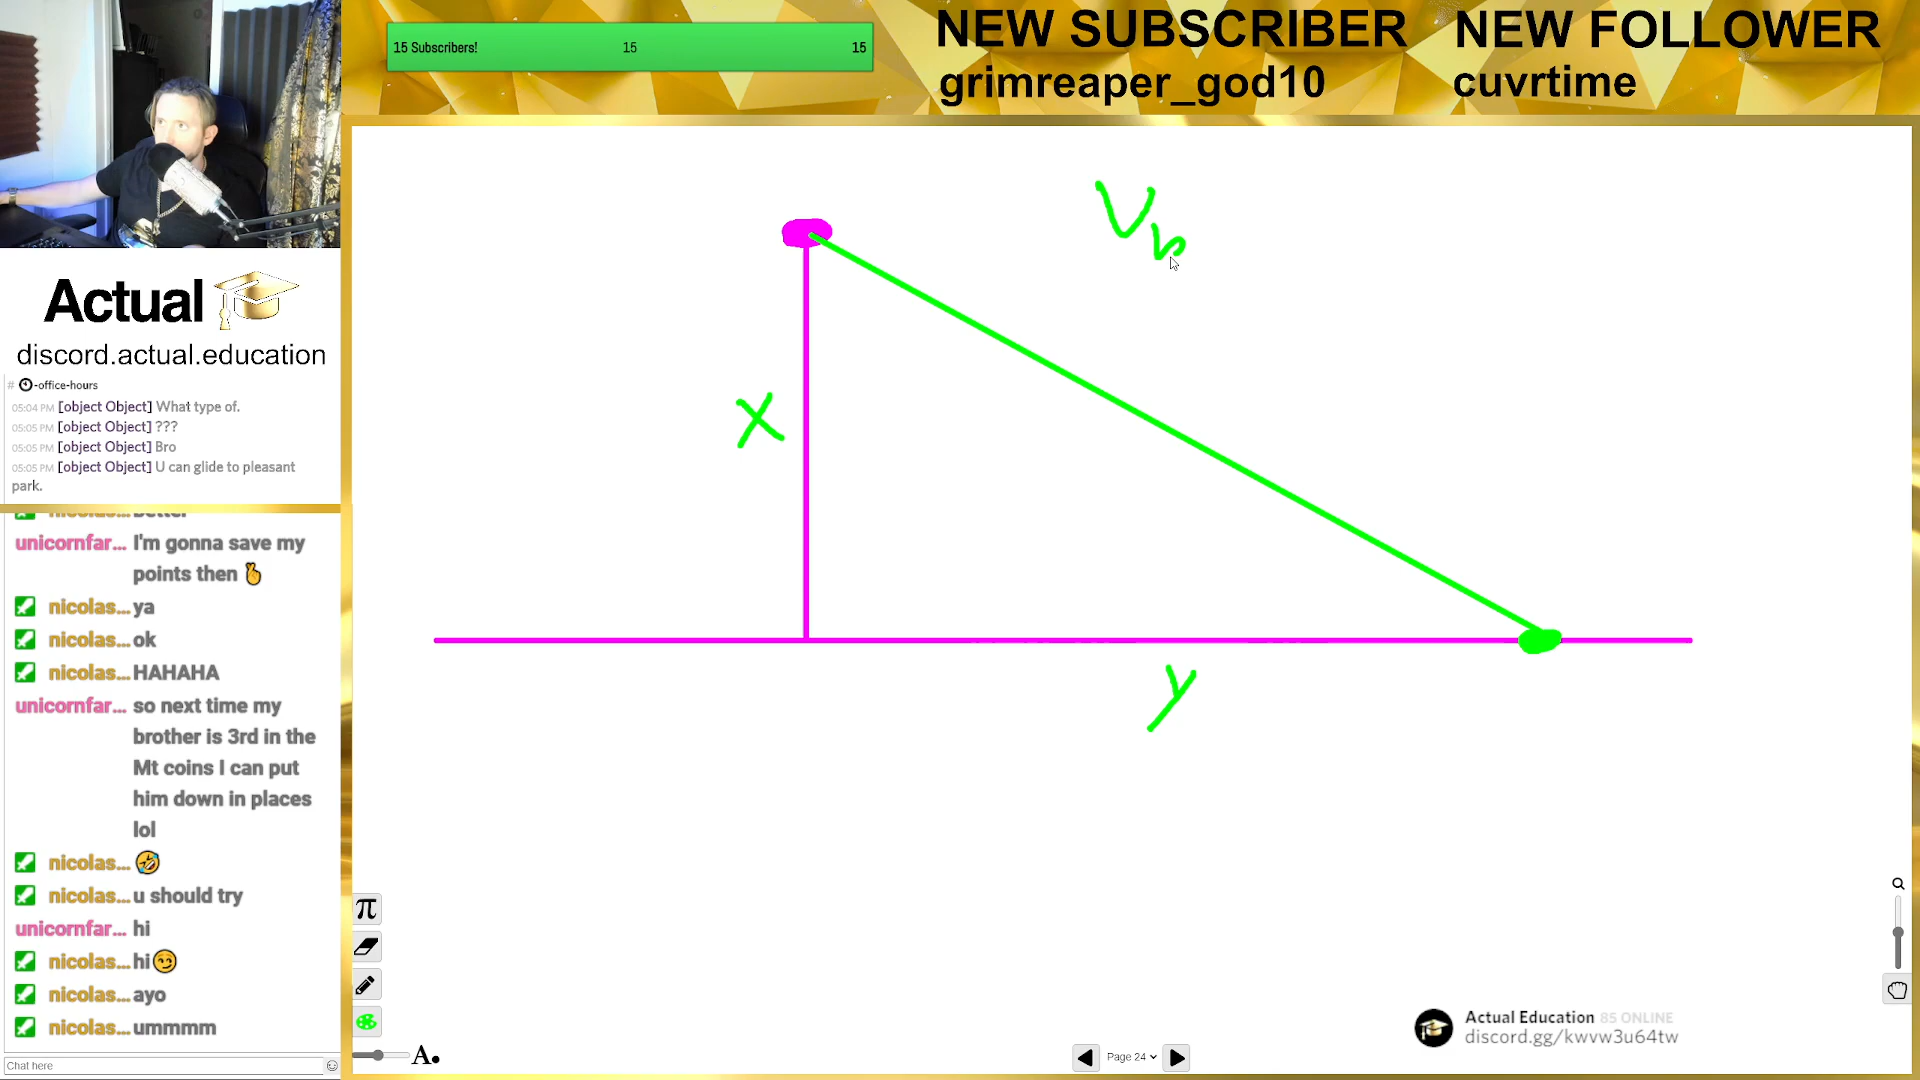 15 Subscribers!
15
15
NEW SUBSCRIBER
grimreaper_god10
NEW FOLLOWER
cuvrtime
Actual
discord.actual.education
# -office-hours
05:04 PM [object Object] What type of.
05:05 PM [object Object] ???
05:05 PM [object Object] Bro
05:05 PM [object Object] U can glide to pleasant
park.
unicornfar... I'm gonna save my
points then
nicolas... ya
nicolas... ok
nicolas... HAHAHA
unicornfar... so next time my
brother is 3rd in the
Mt coins I can put
him down in places
lol
nicolas...
nicolas... u should try
unicornfar... hi
nicolas... hi
nicolas... ayo
nicolas... ummmm
Chat here
X
y
π
A
Page 24
Actual Education 85 ONLINE
discord.gg/kwvw3u64tw